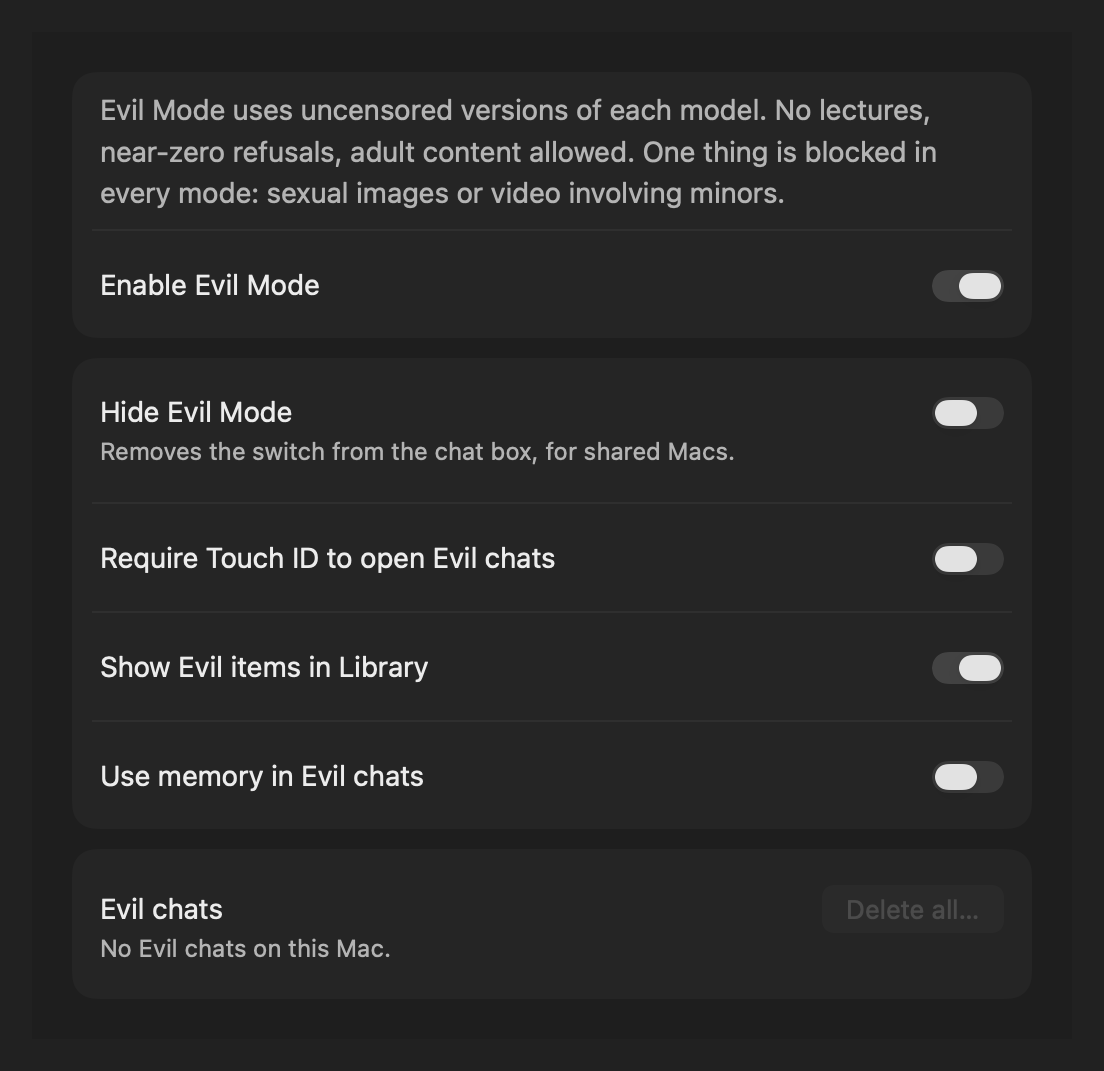 Evil Mode uses uncensored versions of each model. No lectures,
near-zero refusals, adult content allowed. One thing is blocked in
every mode: sexual images or video involving minors.
Enable Evil Mode
Hide Evil Mode
Removes the switch from the chat box, for shared Macs.
Require Touch ID to open Evil chats
Show Evil items in Library
Use memory in Evil chats
Evil chats
Delete all...
No Evil chats on this Mac.